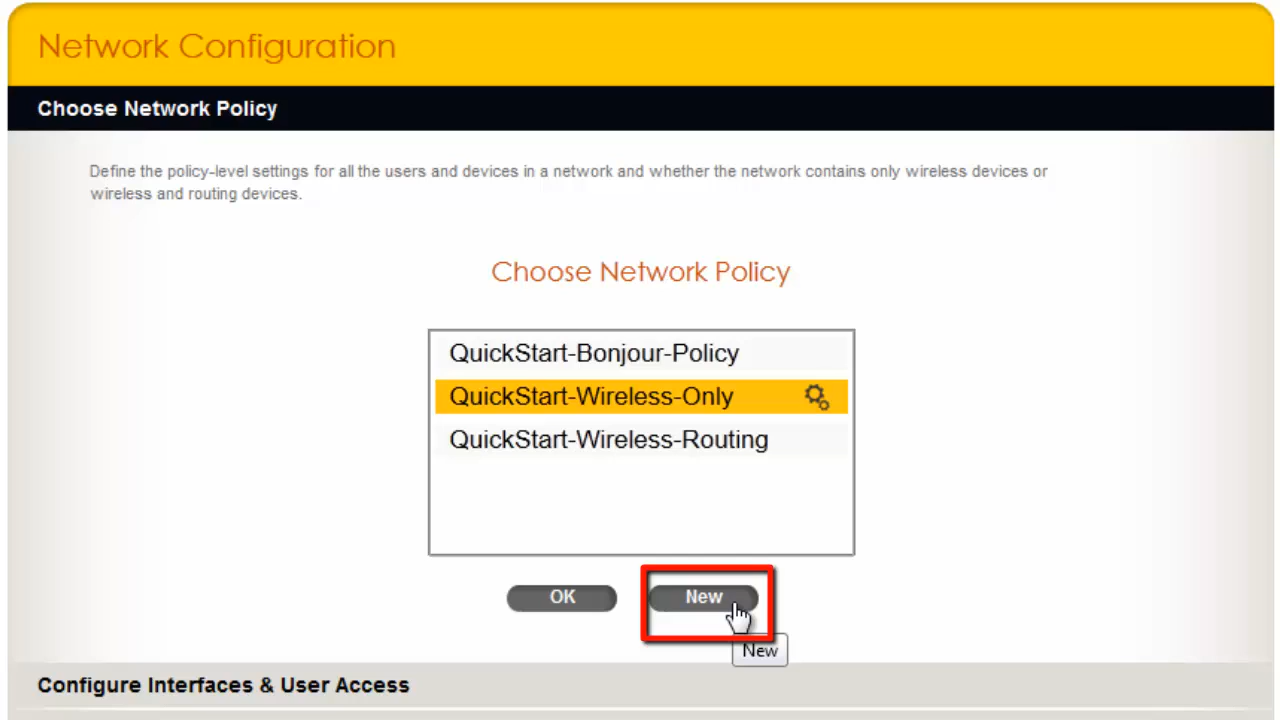 Network Configuration
Choose Network Policy
Define the policy-level settings for all the users and devices in a network and whether the network contains only wireless devices or
wireless and routing devices.
Choose Network Policy
QuickStart-Bonjour-Policy
QuickStart-Wireless-Only
QuickStart-Wireless-Routing
OK New
New
Configure Interfaces & User Access